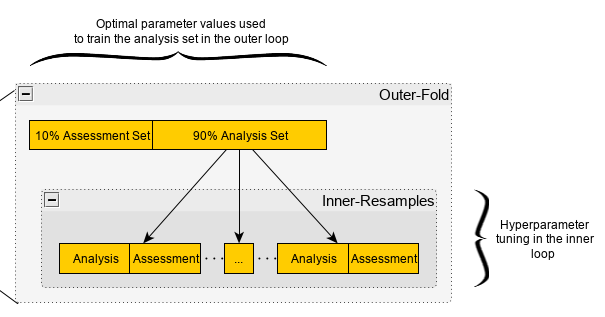 Optimal parameter values used
to train the analysis set in the outer loop
Outer-Fold
10% Assessment Set 90% Analysis Set
Inner-Resamples
Hyperparameter
tuning in the inner
loop
Analysis Assessment ... ... ... Analysis Assessment